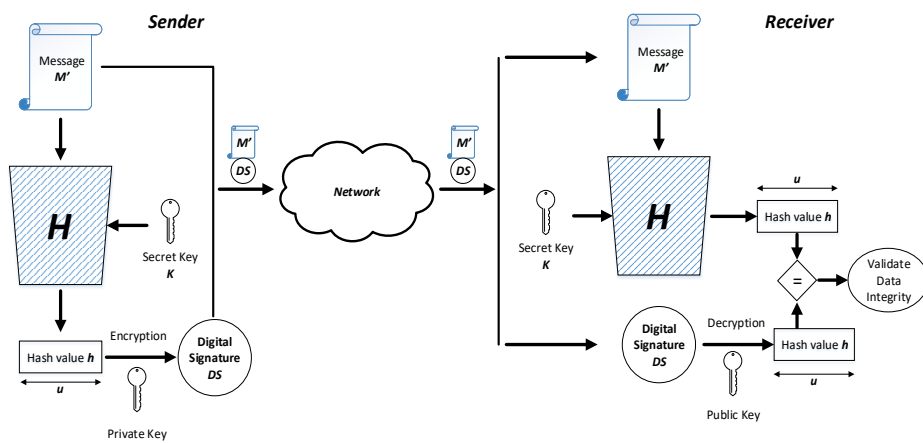 Sender
Message
M'
H
Secret Key
K
Hash value h
u
Encryption
Private Key
Digital
Signature
DS
M'
DS
Network
M'
DS
Receiver
Message
M'
Secret Key
K
H
u
Hash value h
=
Validate
Data
Integrity
Digital
Signature
DS
Decryption
Public Key
Hash value h
u